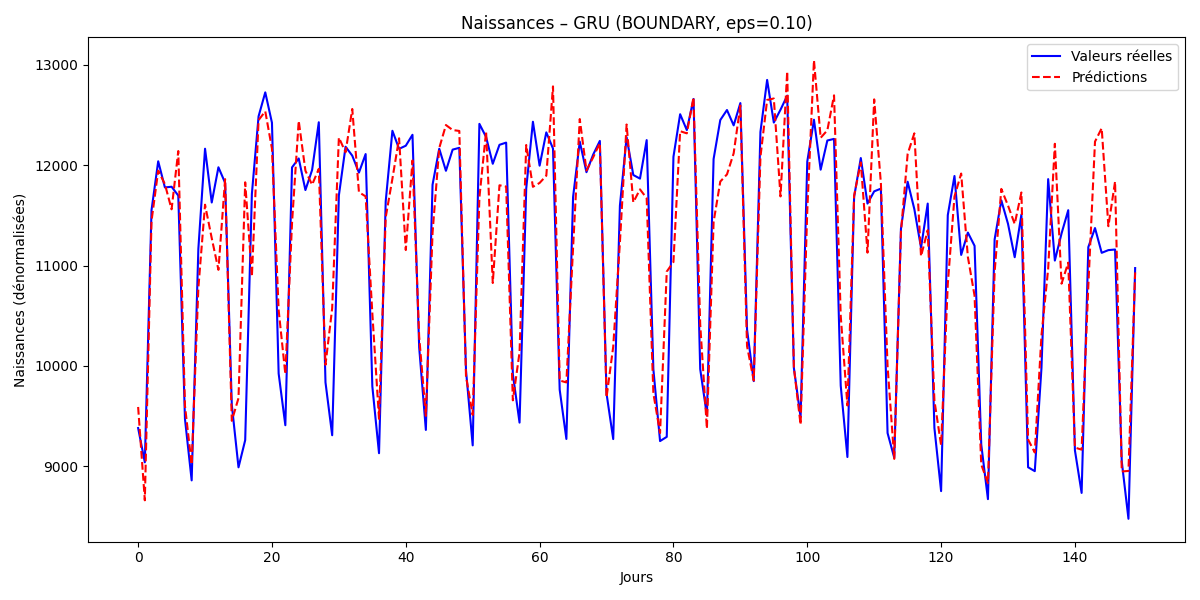 Naissances – GRU (BOUNDARY, eps=0.10)
Valeurs réelles
Prédictions
Naissances (dénormalisées)
13000
12000
11000
10000
9000
0 20 40 60 80 100 120 140
Jours